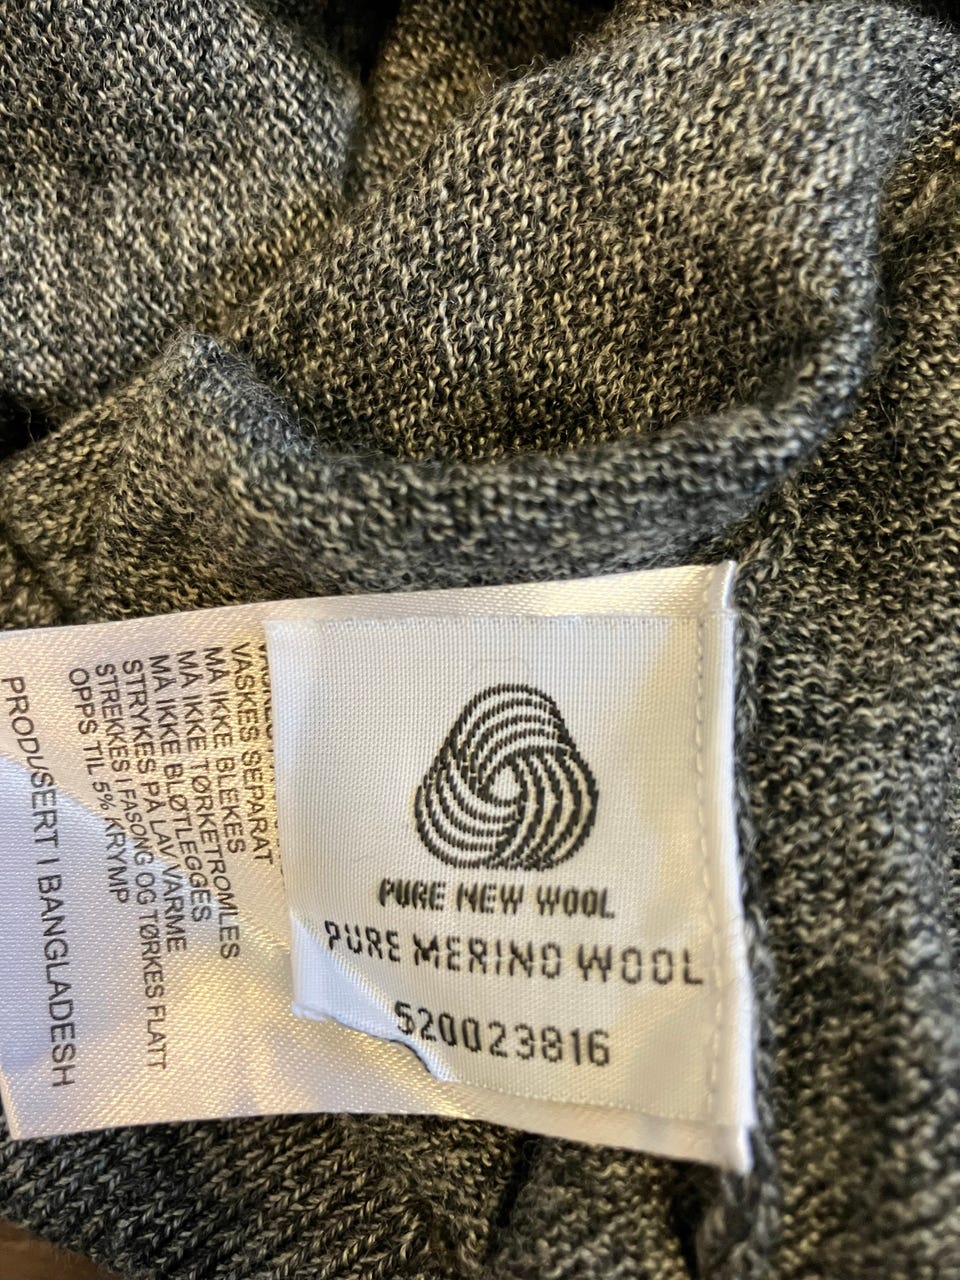 PURE NEW WOOL
PURE MERINO WOOL
520023816
VASKES SEPARAT
MÅ IKKE BLEKES
MÅ IKKE TØRKETROMLES
MÅ IKKE BLØTLEGGES
STRYKES PÅ LAV VARME
STREKKES I FASONG OG TØRKES FLATT
OPPS TIL 5% KRYMP
PRODUSERT I BANGLADESH